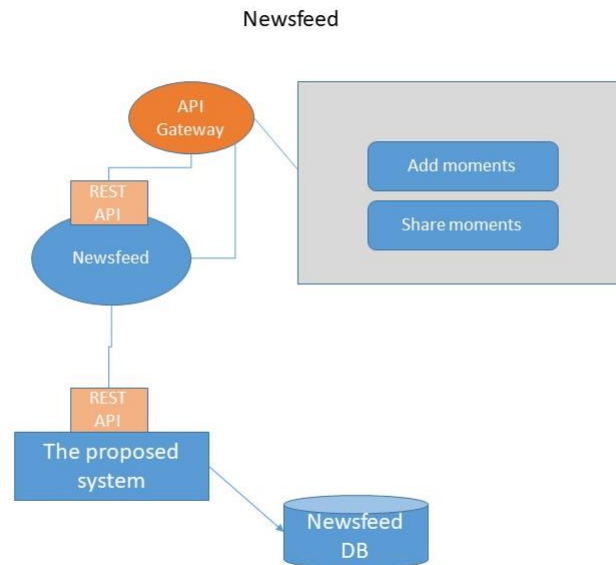 Newsfeed
API
Gateway
Add moments
REST
API
Share moments
Newsfeed
REST
API
The proposed
system
Newsfeed
DB